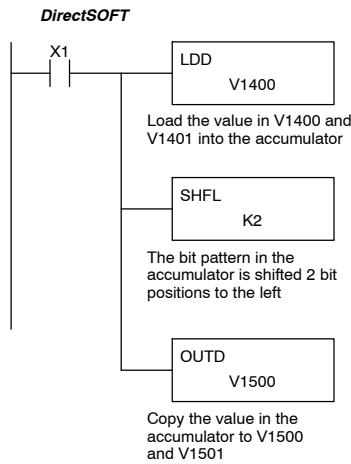 DirectSOFT
X1
LDD
V1400
Load the value in V1400 and
V1401 into the accumulator
SHFL
K2
The bit pattern in the
accumulator is shifted 2 bit
positions to the left
OUTD
V1500
Copy the value in the
accumulator to V1500
and V1501